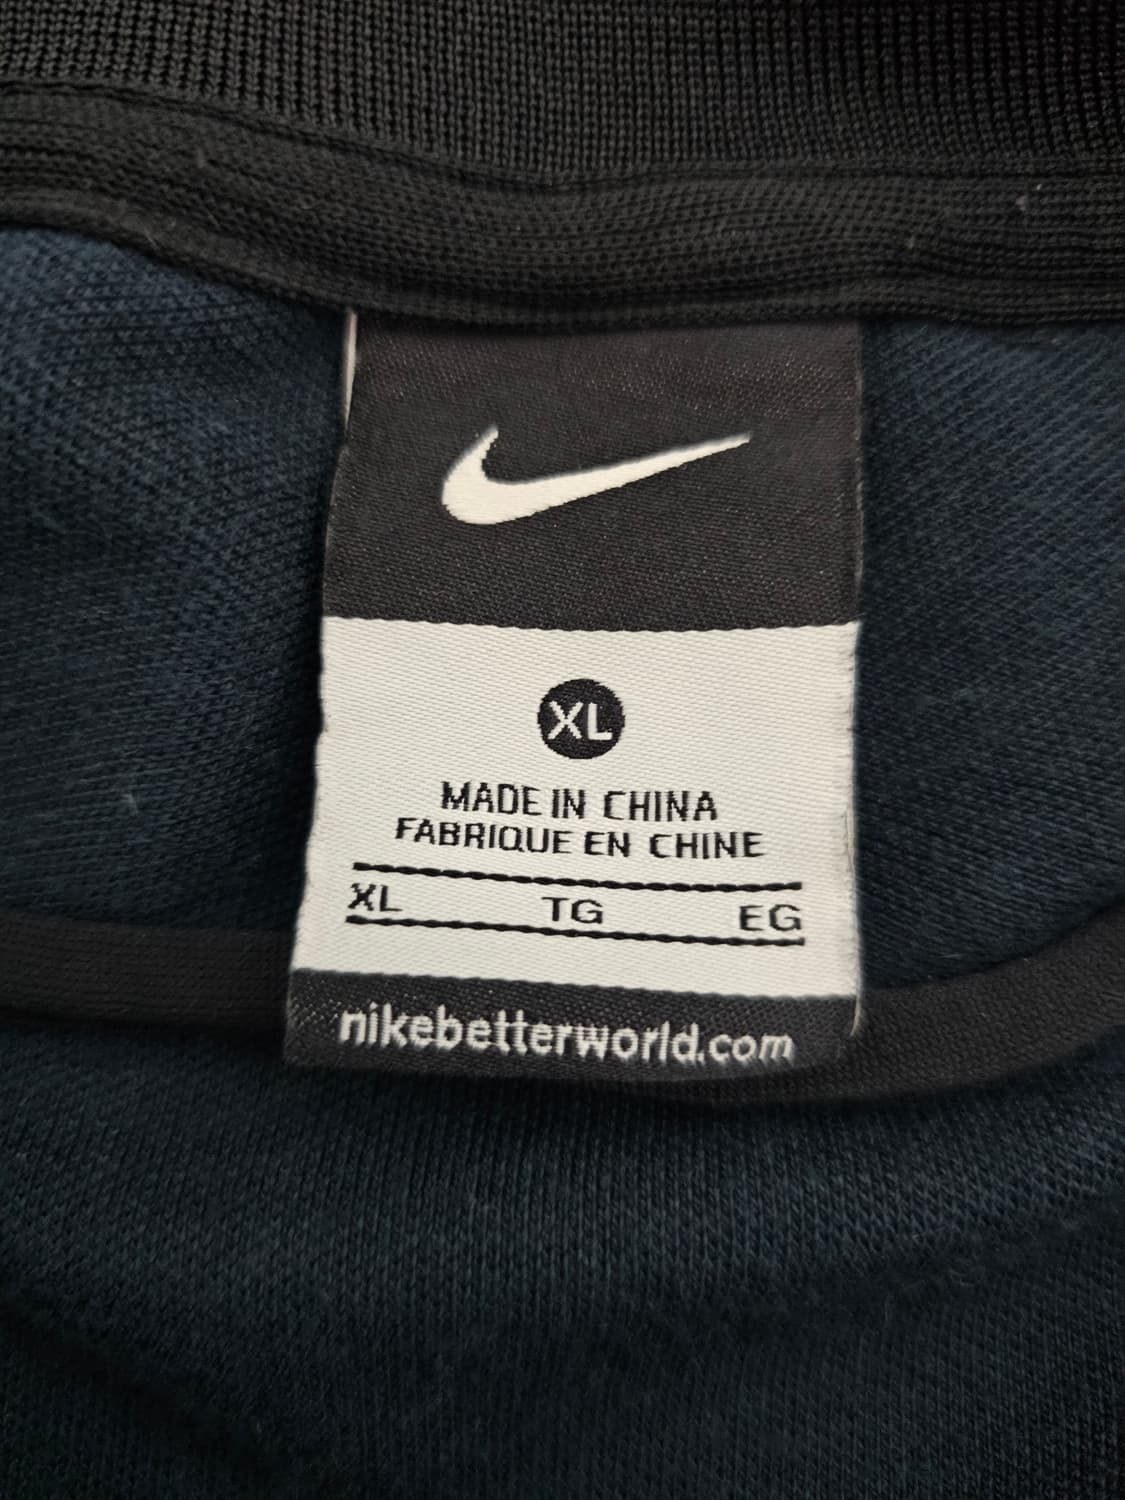 XL
MADE IN CHINA
FABRIQUE EN CHINE
XL TG EG
nikebetterworld.com